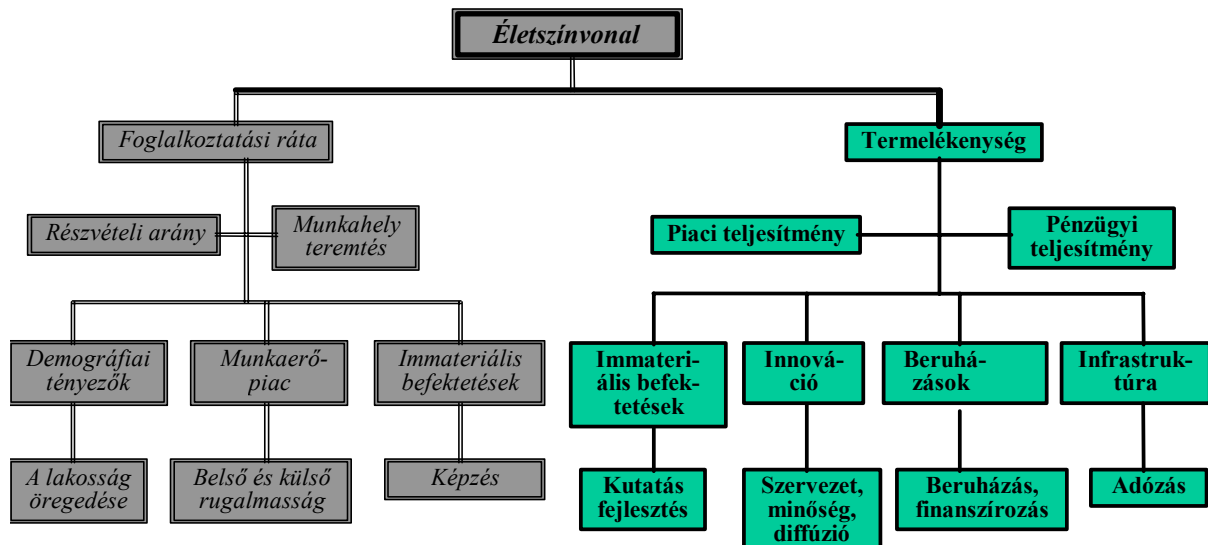 Életszínvonal
Foglalkoztatási ráta
Termelékenység
Részvételi arány
Munkahely
teremtés
Piaci teljesítmény
Pénzügyi
teljesítmény
Demográfiai
tényezők
Munkaerő-
piac
Immateriális
befektetések
Immateri-
ális befek-
tetések
Innová-
ció
Beruhá-
zások
Infrastruk-
túra
A lakosság
öregedése
Belső és külső
rugalmasság
Képzés
Kutatás
fejlesztés
Szervezet,
minőség,
diffúzió
Beruházás,
finanszírozás
Adózás